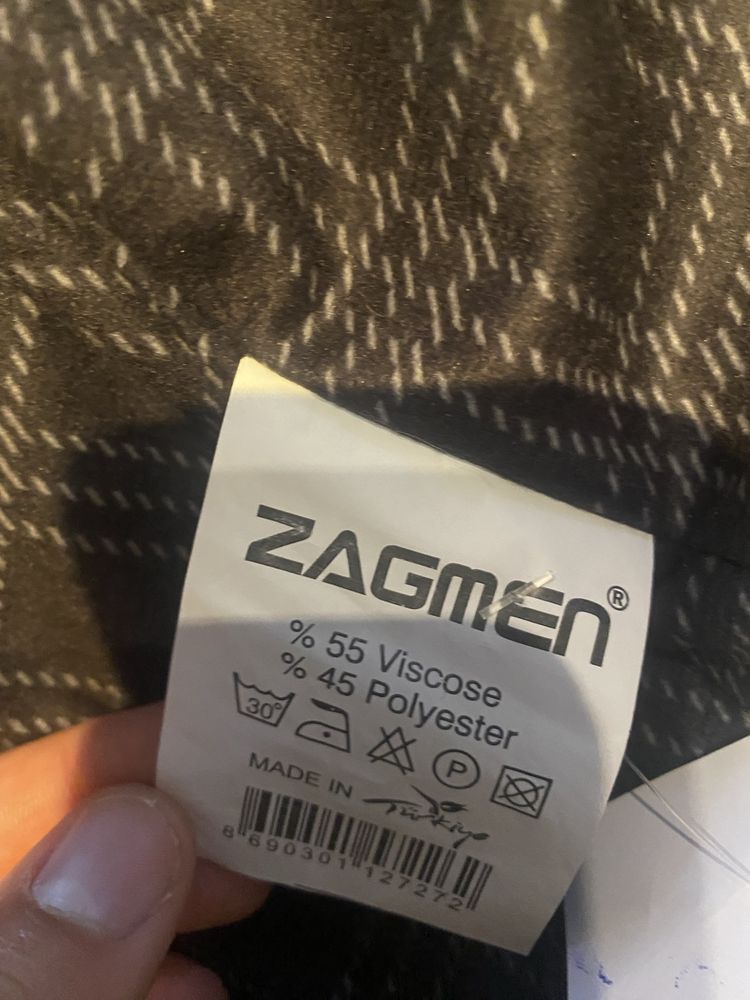 ZAGMEN®
% 55 Viscose
% 45 Polyester
30° P
MADE IN Türkiye
8 690301 127272